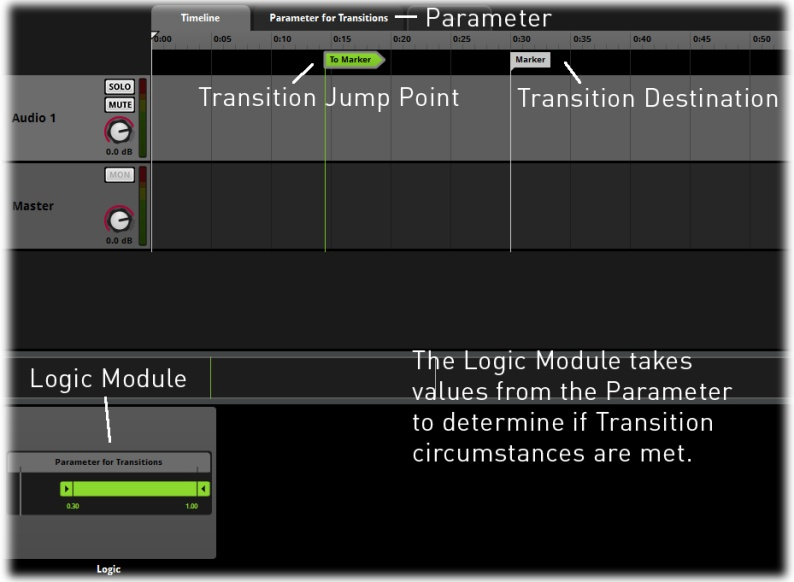 Timeline
Parameter for Transitions
Parameter
0:00 0:05 0:10 0:15 0:20 0:25 0:30 0:35 0:40 0:45 0:50
To Marker
Marker
Transition Jump Point
Transition Destination
Audio 1
SOLO
MUTE
0.0 dB
Master
MON
0.0 dB
Logic Module
The Logic Module takes
values from the Parameter
to determine if Transition
circumstances are met.
Parameter for Transitions
0.30 1.00
Logic